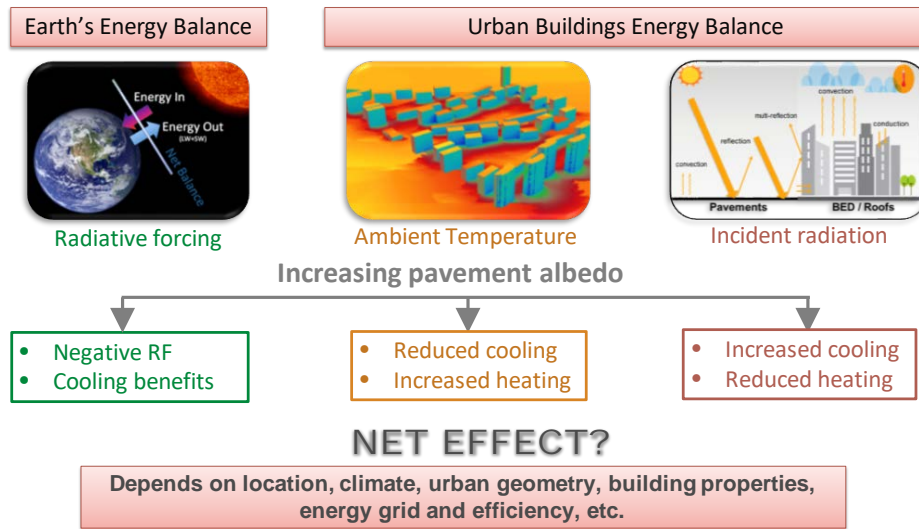 Earth's Energy Balance
Urban Buildings Energy Balance
Energy In
Energy Out
(LW+SW)
Net Balance
convection
reflection
mutli-reflection
convection
conduction
Pavements
BED / Roofs
Radiative forcing
Ambient Temperature
Incident radiation
Increasing pavement albedo
• Negative RF
• Cooling benefits
• Reduced cooling
• Increased heating
• Increased cooling
• Reduced heating
NET EFFECT?
Depends on location, climate, urban geometry, building properties,
energy grid and efficiency, etc.